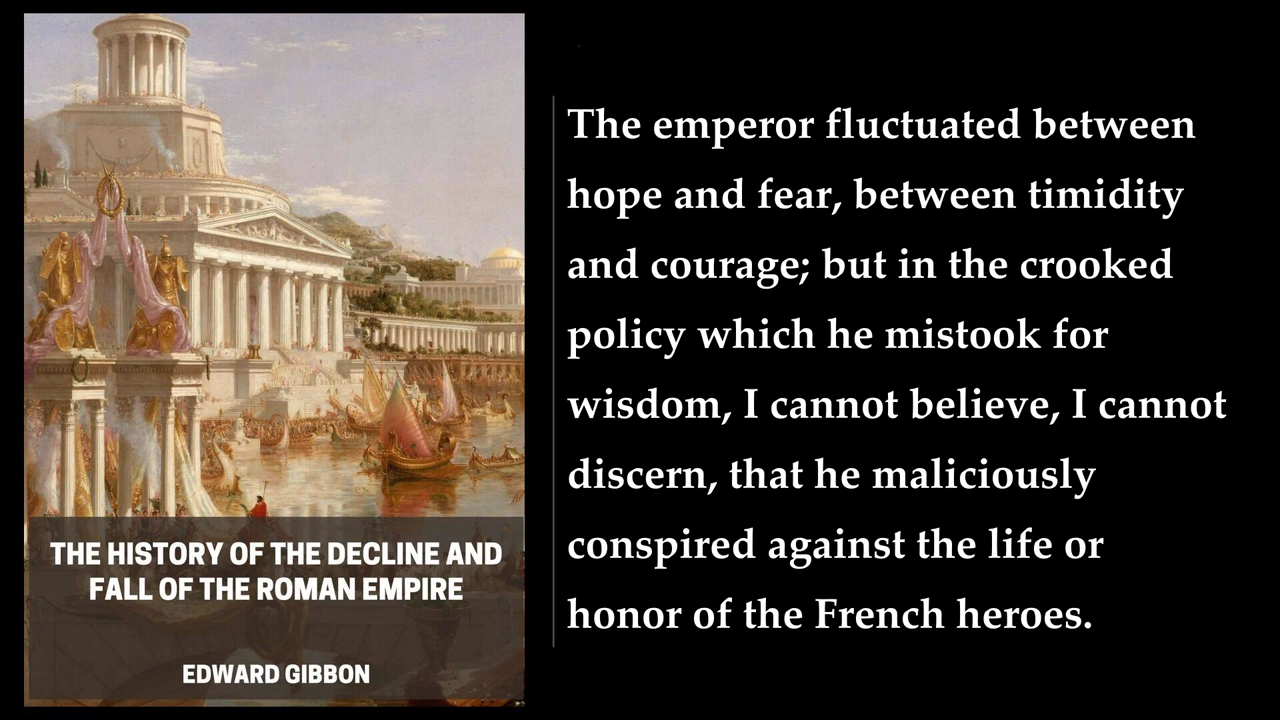 THE HISTORY OF THE DECLINE AND
FALL OF THE ROMAN EMPIRE
EDWARD GIBBON
The emperor fluctuated between
hope and fear, between timidity
and courage; but in the crooked
policy which he mistook for
wisdom, I cannot believe, I cannot
discern, that he maliciously
conspired against the life or
honor of the French heroes.